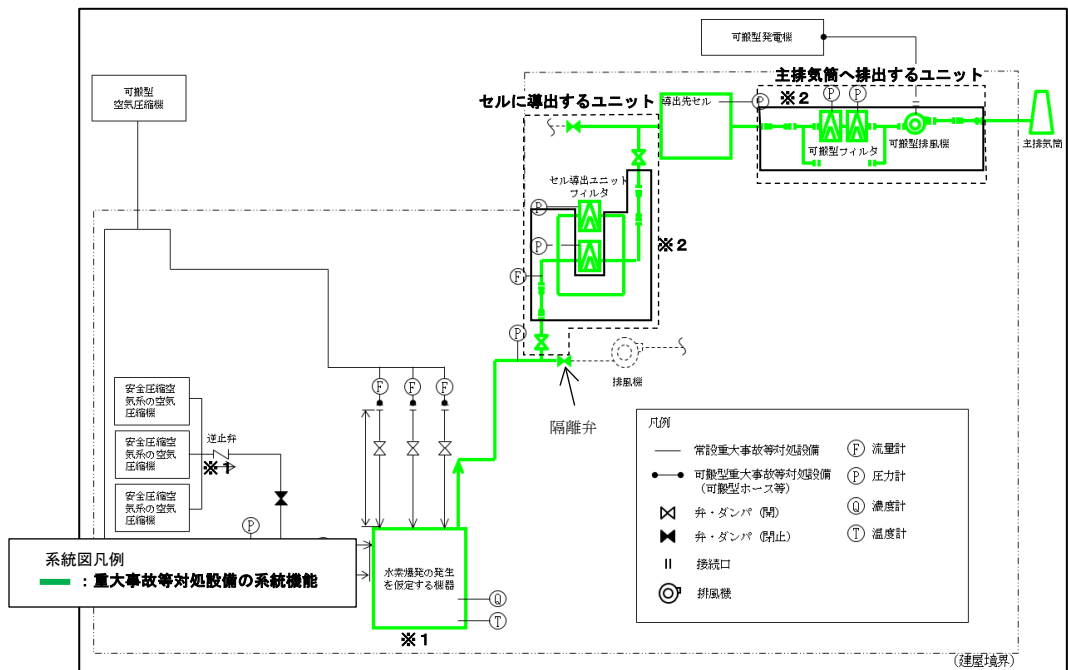 可搬型発電機
可搬型
空気圧縮機
主排気筒へ排出するユニット
セルに導出するユニット
導出先セル
P
※2
P
P
可搬型フィルタ
可搬型排風機
主排気筒
セル導出ユニット
フィルタ
P
P
※2
F
P
排風機
隔離弁
F
F
F
安全圧縮空
気系の空気
圧縮機
安全圧縮空
気系の空気
圧縮機
安全圧縮空
気系の空気
圧縮機
逆止弁
※1
P
水素爆発の発生
を仮定する機器
Q
T
※1
系統図凡例
：重大事故等対処設備の系統機能
凡例
常設重大事故等対処設備
可搬型重大事故等対処設備
（可搬型ホース等）
弁・ダンパ（開）
弁・ダンパ（閉止）
接続口
排風機
F 流量計
P 圧力計
Q 濃度計
T 温度計
（建屋境界）